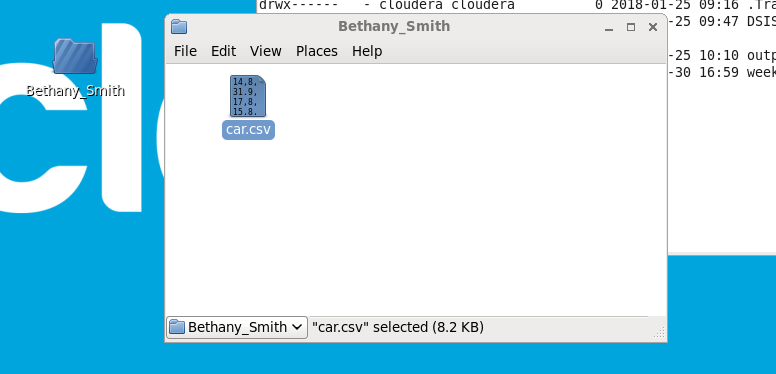 drwx------   - cloudera cloudera          0 2018-01-25 09:16 .Tra
-25 09:47 DSIS
-25 10:10 outp
-30 16:59 week
Bethany_Smith
Bethany_Smith
File Edit View Places Help
14,8,
31.9,
17,8,
15.8.
car.csv
Bethany_Smith "car.csv" selected (8.2 KB)
cl